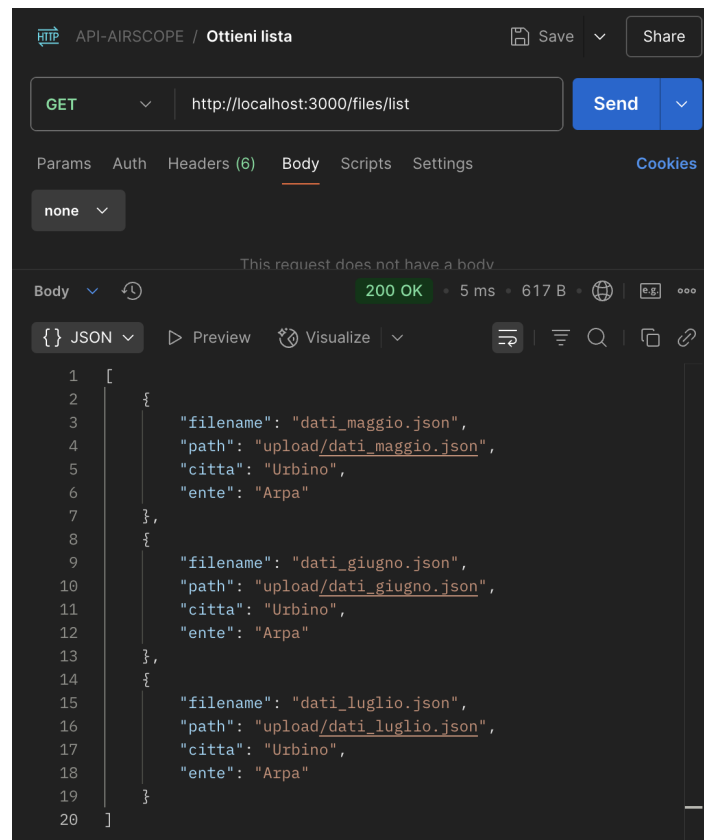 HTTP API-AIRSCOPE / Ottieni lista Save Share
GET http://localhost:3000/files/list Send
Params Auth Headers (6) Body Scripts Settings Cookies
none
This request does not have a body
Body 200 OK • 5 ms • 617 B • e.g.
{} JSON Preview Visualize
1 [
2 {
3 "filename": "dati_maggio.json",
4 "path": "upload/dati_maggio.json",
5 "citta": "Urbino",
6 "ente": "Arpa"
7 },
8 {
9 "filename": "dati_giugno.json",
10 "path": "upload/dati_giugno.json",
11 "citta": "Urbino",
12 "ente": "Arpa"
13 },
14 {
15 "filename": "dati_luglio.json",
16 "path": "upload/dati_luglio.json",
17 "citta": "Urbino",
18 "ente": "Arpa"
19 }
20 ]